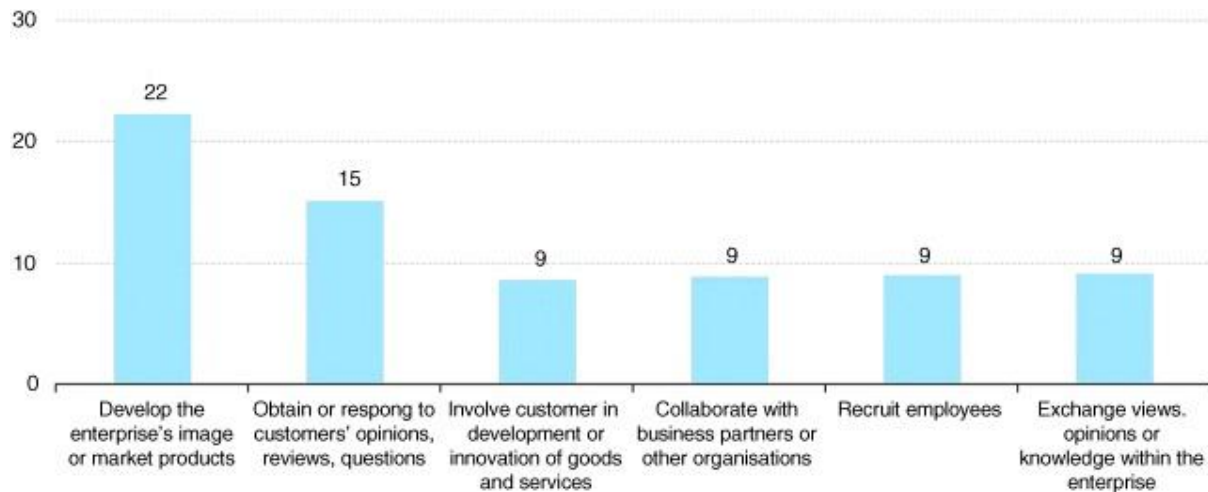 30
22
20
15
10
9
9
9
9
0
Develop the
enterprise's image
or market products
Obtain or respong to
customers' opinions,
reviews, questions
Involve customer in
development or
innovation of goods
and services
Collaborate with
business partners or
other organisations
Recruit employees
Exchange views.
opinions or
knowledge within the
enterprise